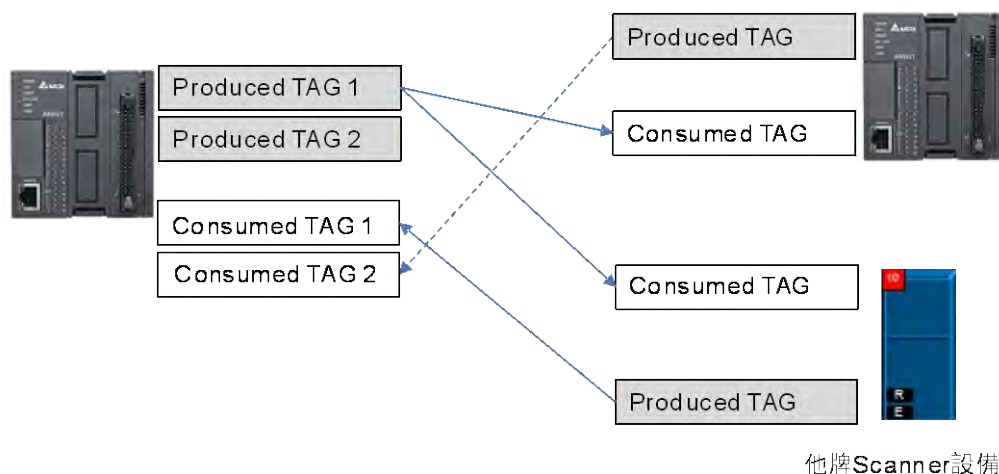 Produced TAG
Produced TAG 1
Consumed TAG
Produced TAG 2
Consumed TAG 1
Consumed TAG 2
Consumed TAG
10
Produced TAG
R
E
他牌Scanner設備